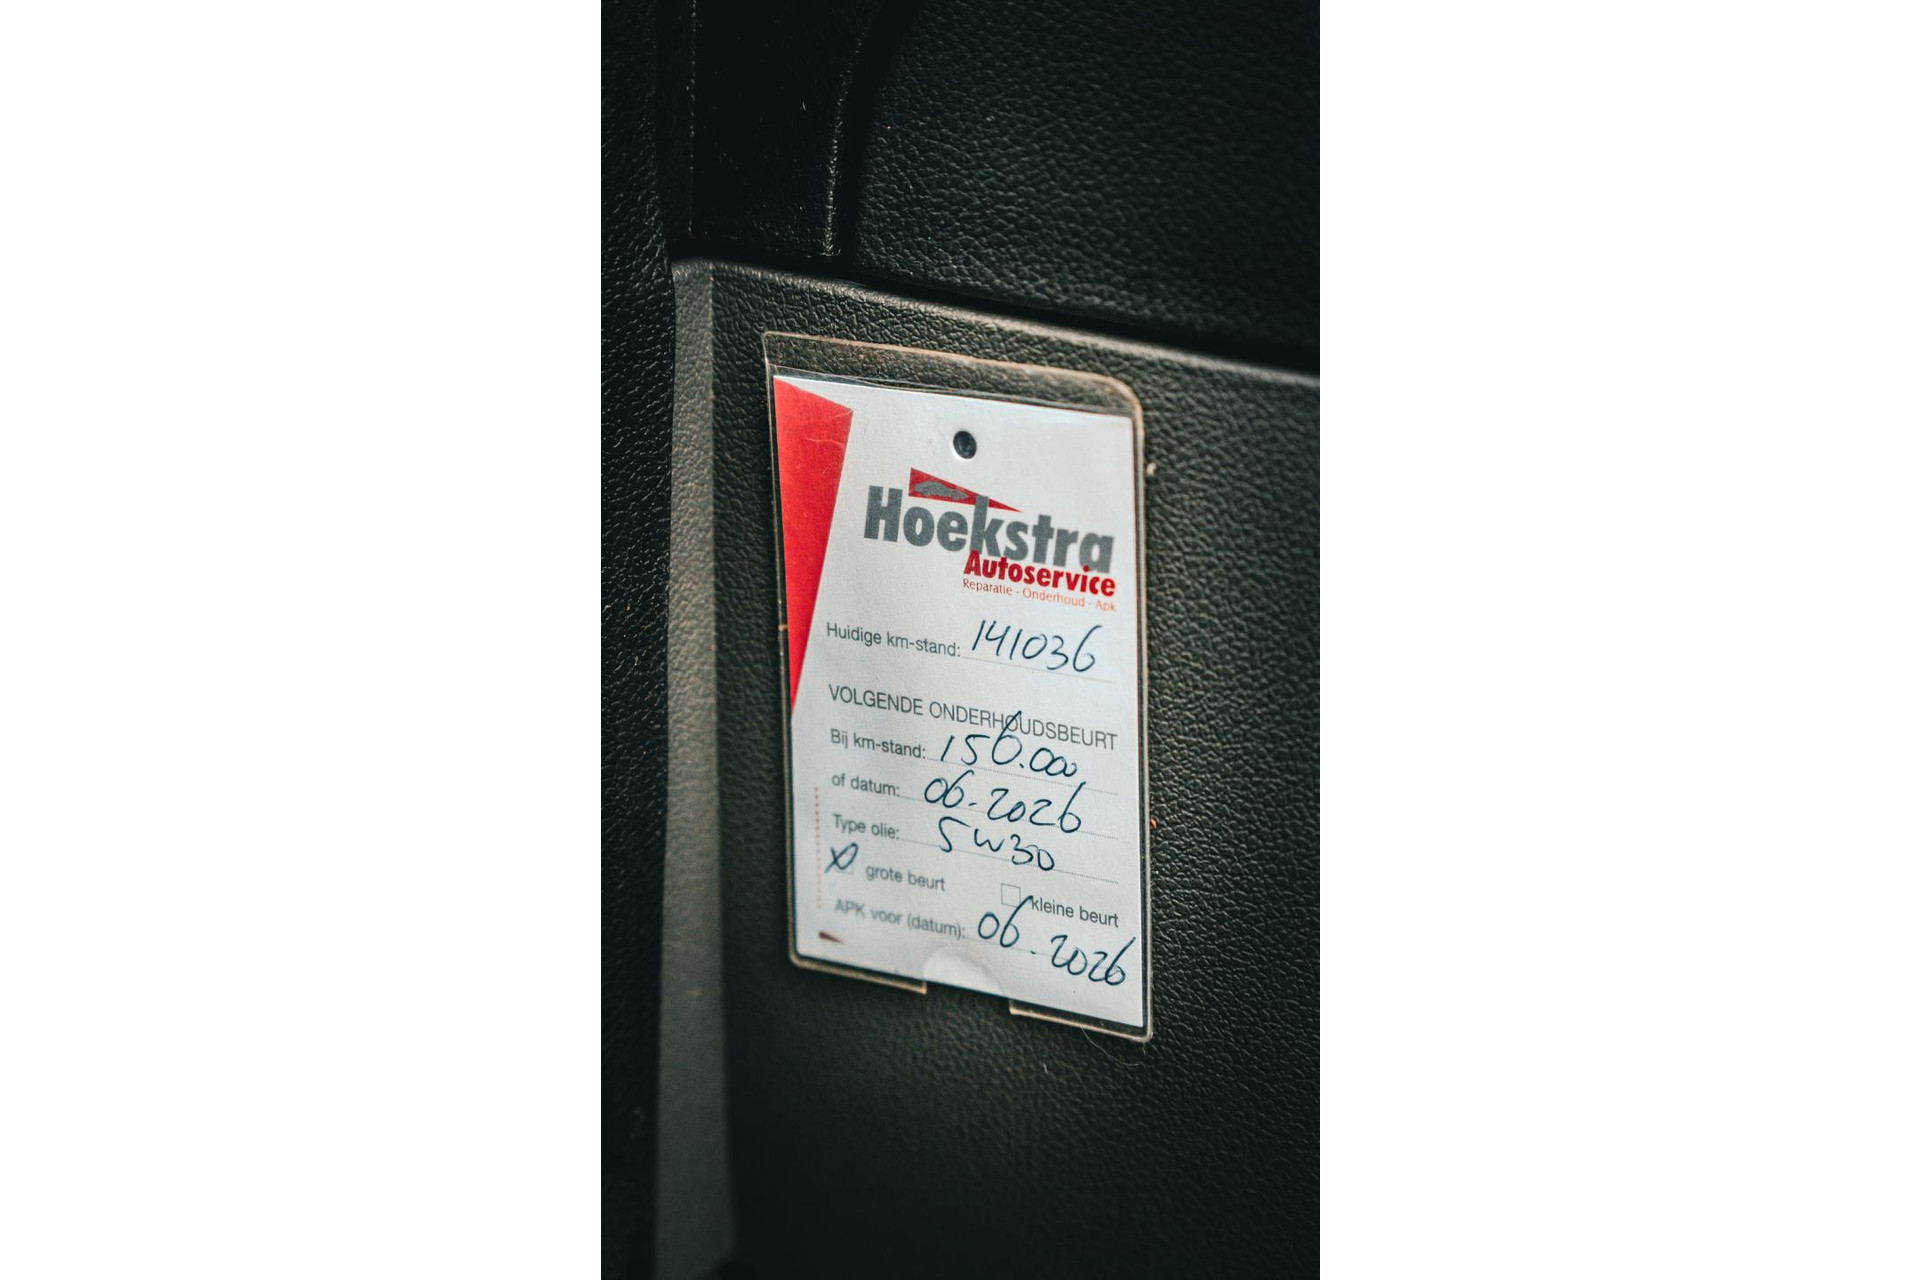 Hoekstra
Autoservice
Reparatie - Onderhoud - Apk
Huidige km-stand: 141036
VOLGENDE ONDERHOUDSBEURT
Bij km-stand: 156.000
of datum: 06-2026
Type olie: 5W30
grote beurt kleine beurt
APK voor (datum): 06.2026